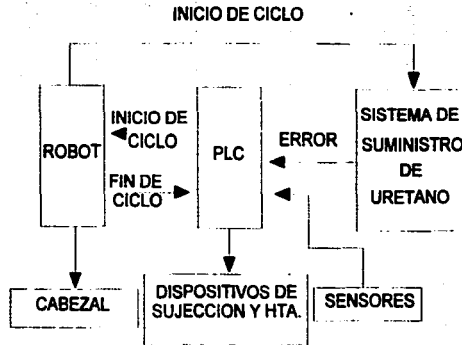 INICIO DE CICLO
ROBOT
INICIO DE
CICLO
FIN DE
CICLO
PLC
ERROR
SISTEMA DE
SUMINISTRO
DE
URETANO
CABEZAL
DISPOSITIVOS DE
SUJECCION Y HTA.
SENSORES